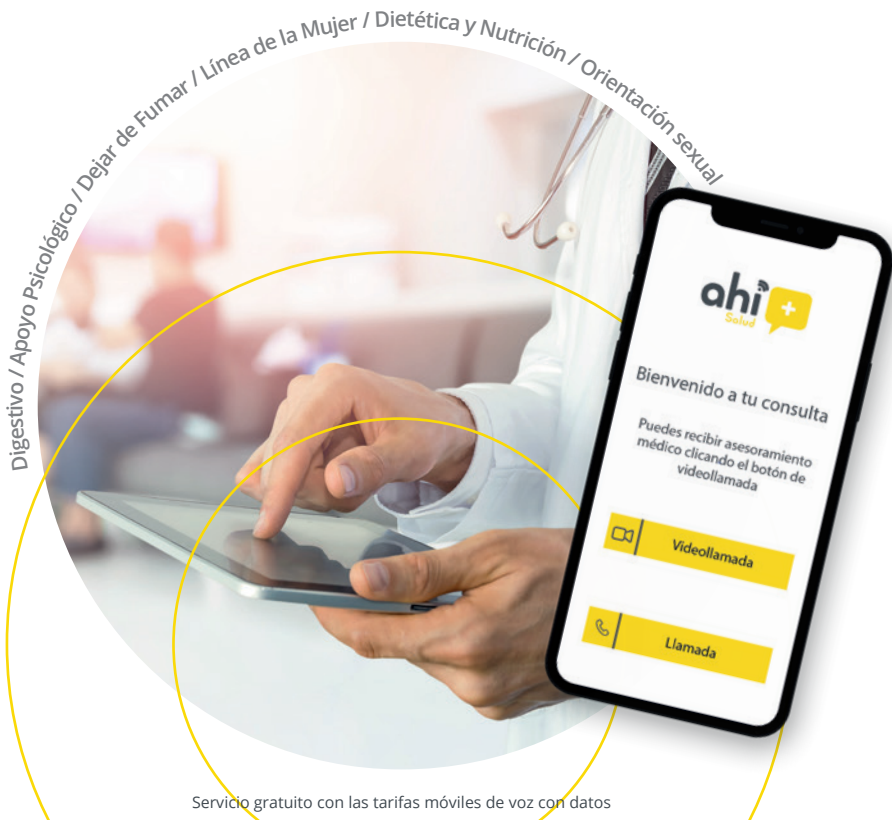 Digestivo / Apoyo Psicológico / Dejar de Fumar / Línea de la Mujer / Dietética y Nutrición / Orientación sexual
ahi +
Salud
Bienvenido a tu consulta
Puedes recibir asesoramiento
médico clicando el botón de
videollamada
Videollamada
Llamada
Servicio gratuito con las tarifas móviles de voz con datos